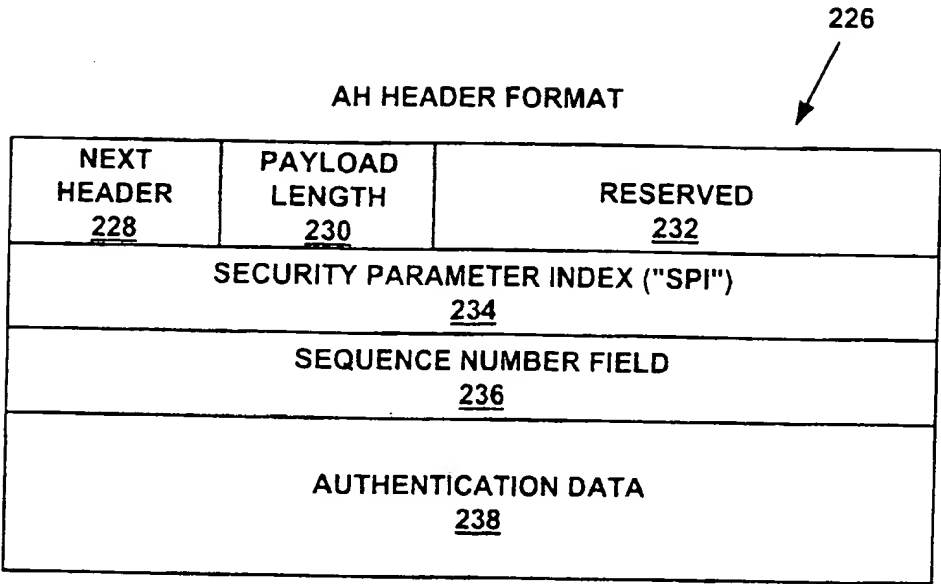 226
AH HEADER FORMAT
NEXT
HEADER
228
PAYLOAD
LENGTH
230
RESERVED
232
SECURITY PARAMETER INDEX ("SPI")
234
SEQUENCE NUMBER FIELD
236
AUTHENTICATION DATA
238